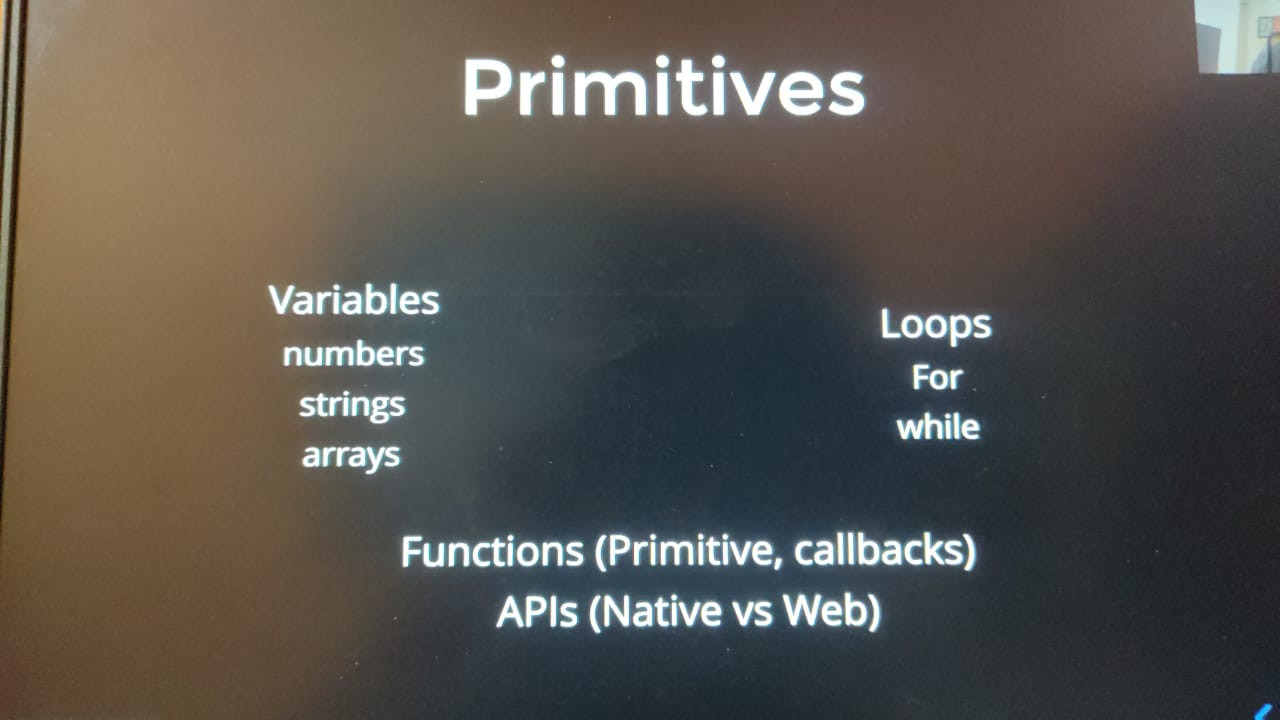 Primitives
Variables
numbers
strings
arrays
Loops
For
while
Functions (Primitive, callbacks)
APIs (Native vs Web)